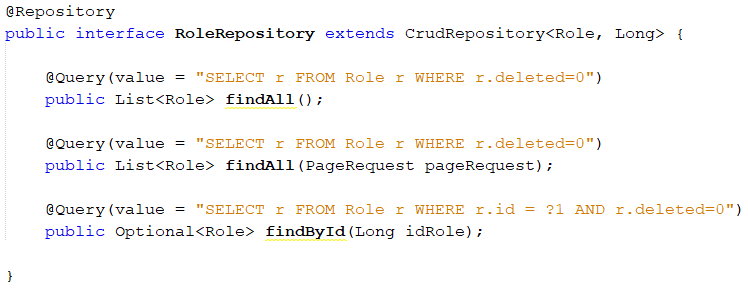 @Repository
public interface RoleRepository extends CrudRepository<Role, Long> {
@Query(value = "SELECT r FROM Role r WHERE r.deleted=0")
public List<Role> findAll();
@Query(value = "SELECT r FROM Role r WHERE r.deleted=0")
public List<Role> findAll(PageRequest pageRequest);
@Query(value = "SELECT r FROM Role r WHERE r.id = ?1 AND r.deleted=0")
public Optional<Role> findById(Long idRole);
}